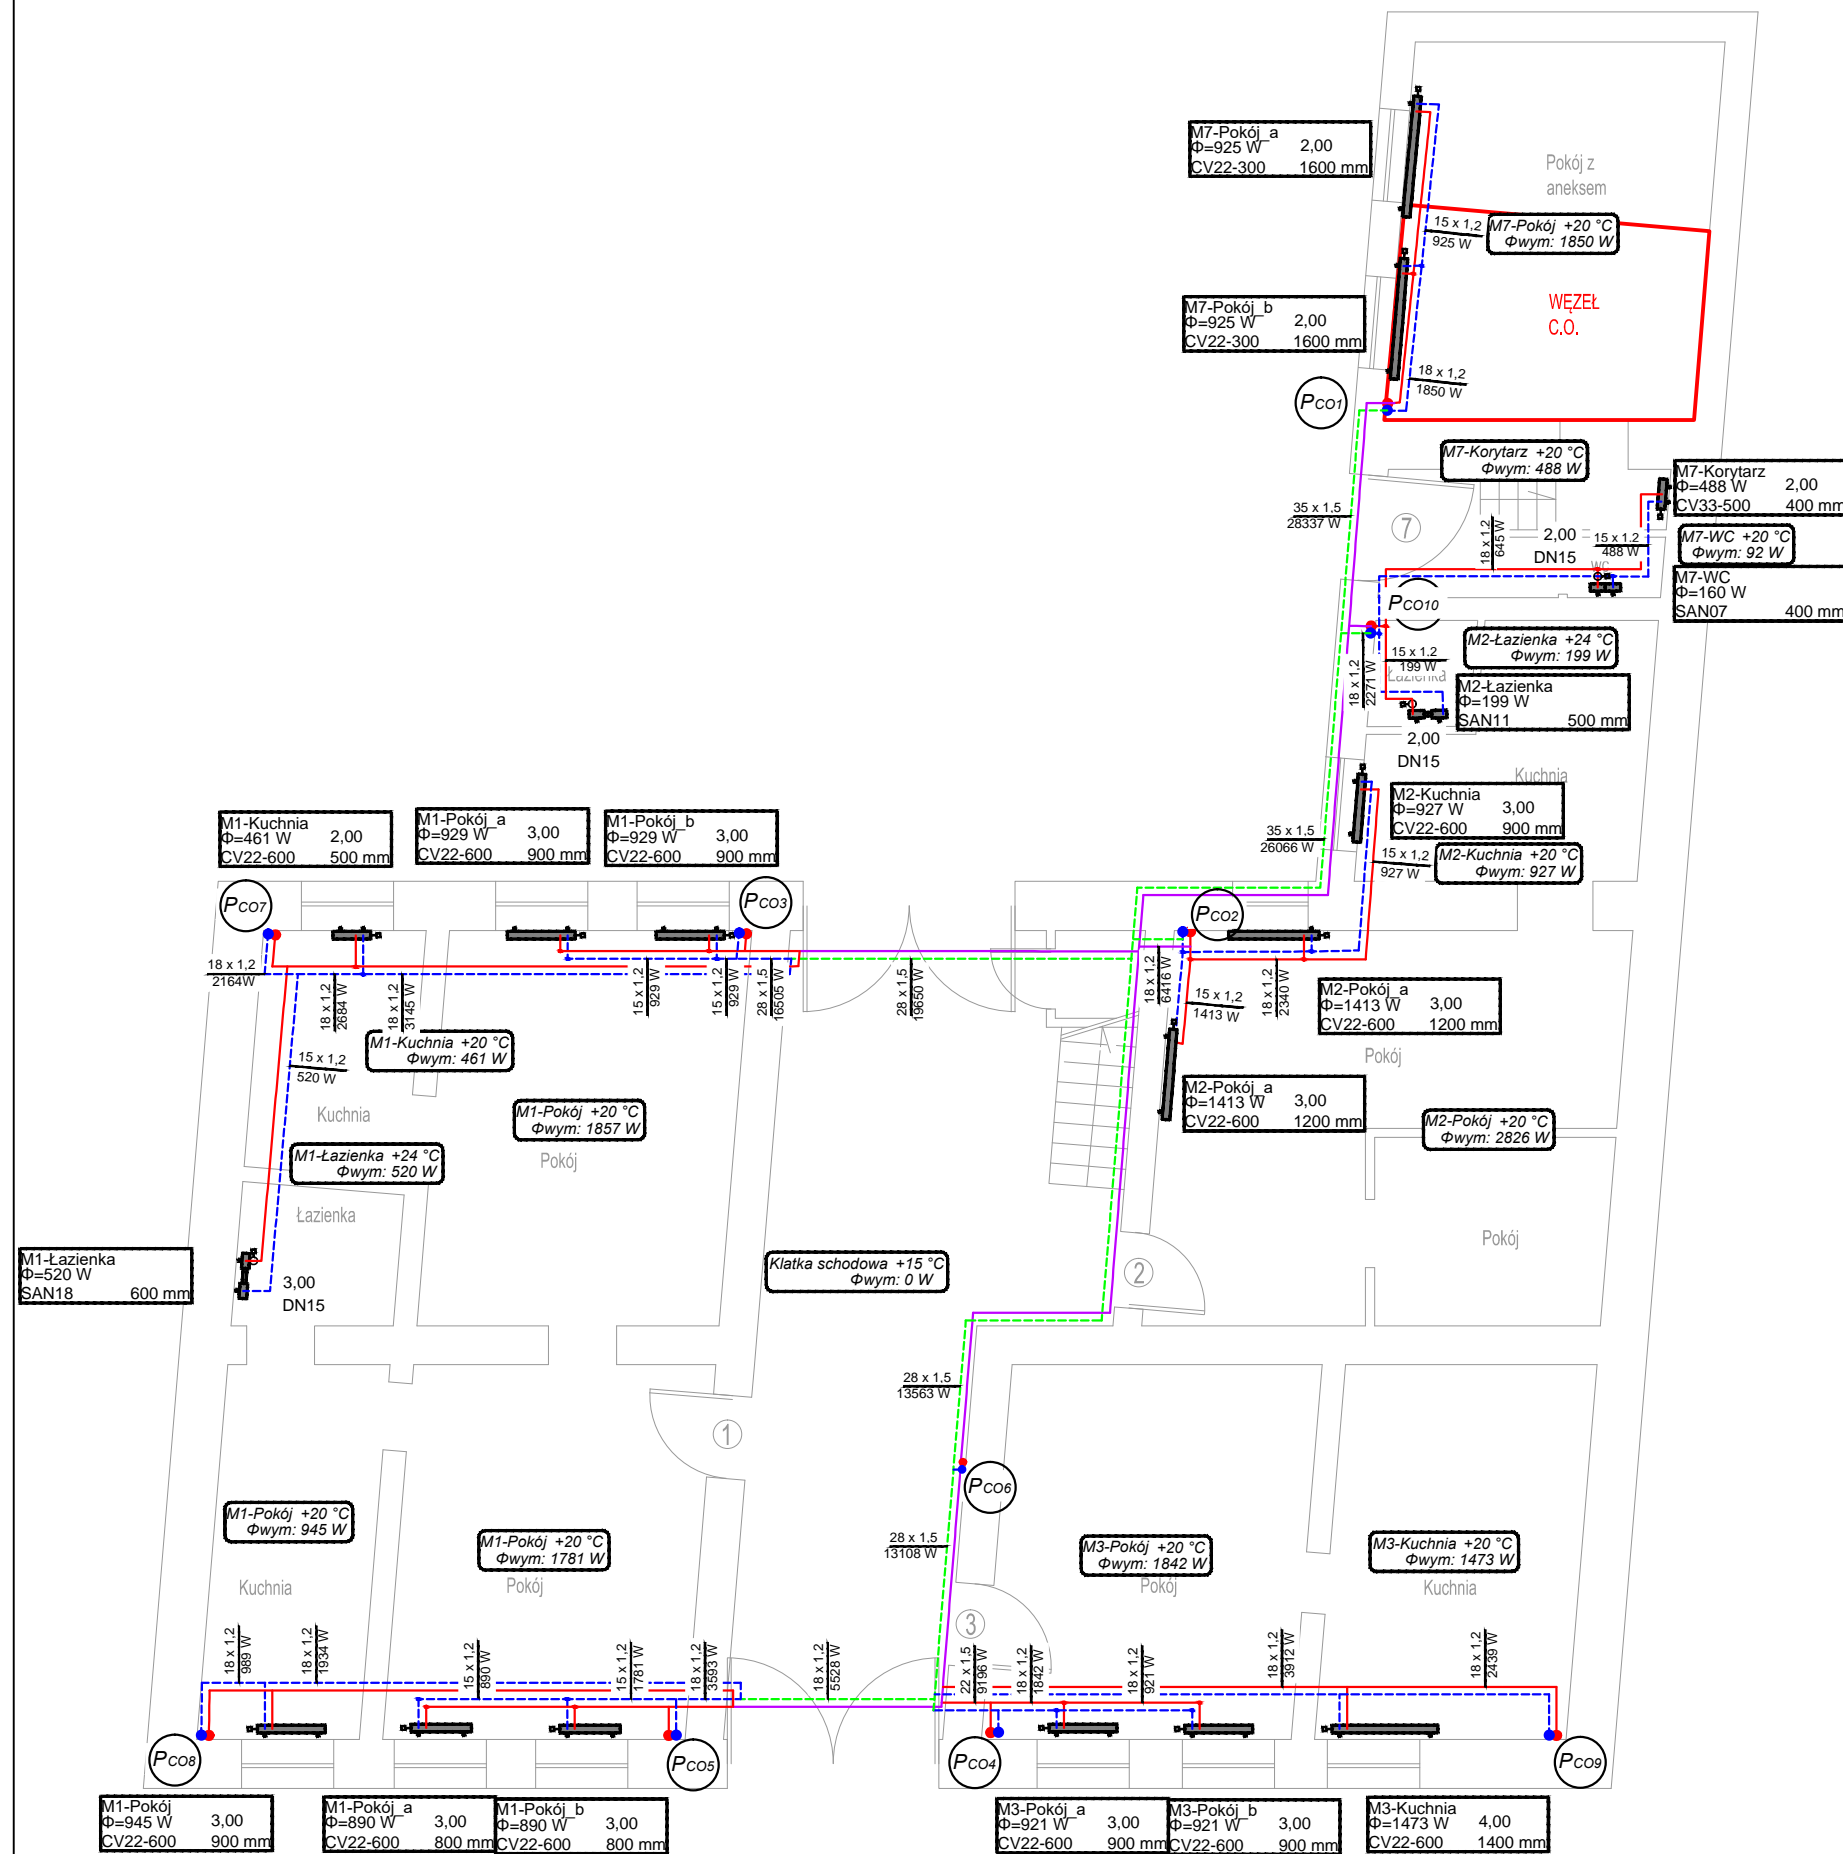 M7-Pokój_a
Φ=925 W 2,00
CV22-300 1600 mm
Pokój z
aneksem
15 x 1,2
925 W
M7-Pokój +20 °C
Φwym: 1850 W
M7-Pokój_b
Φ=925 W 2,00
CV22-300 1600 mm
WĘZEŁ
C.O.
18 x 1,2
1850 W
PCO1
M7-Korytarz +20 °C
Φwym: 488 W
M7-Korytarz
Φ=488 W 2,00
CV33-500 400 mm
35 x 1,5
28337 W
7
18 x 1,2
645 W
2,00
DN15
15 x 1,2
488 W
M7-WC +20 °C
Φwym: 92 W
WC
M7-WC
Φ=160 W
SAN07 400 mm
PCO10
M2-Łazienka +24 °C
Φwym: 199 W
15 x 1,2
199 W
Łazienka
18 x 1,2
2271 W
M2-Łazienka
Φ=199 W
SAN11 500 mm
2,00
DN15
Kuchnia
M2-Kuchnia
Φ=927 W 3,00
CV22-600 900 mm
35 x 1,5
26066 W
15 x 1,2
927 W
M2-Kuchnia +20 °C
Φwym: 927 W
M1-Kuchnia
Φ=461 W 2,00
CV22-600 500 mm
M1-Pokój_a
Φ=929 W 3,00
CV22-600 900 mm
M1-Pokój_b
Φ=929 W 3,00
CV22-600 900 mm
PCO7
PCO3
PCO2
18 x 1,2
2164W
18 x 1,2
2684 W
18 x 1,2
3145 W
15 x 1,2
929 W
15 x 1,2
929 W
28 x 1,5
16505 W
28 x 1,5
19650 W
18 x 1,2
6416 W
15 x 1,2
1413 W
18 x 1,2
2340 W
M2-Pokój_a
Φ=1413 W 3,00
CV22-600 1200 mm
Pokój
M1-Kuchnia +20 °C
Φwym: 461 W
15 x 1,2
520 W
Kuchnia
M1-Pokój +20 °C
Φwym: 1857 W
Pokój
M2-Pokój_a
Φ=1413 W 3,00
CV22-600 1200 mm
M2-Pokój +20 °C
Φwym: 2826 W
M1-Łazienka +24 °C
Φwym: 520 W
Łazienka
Pokój
M1-Łazienka
Φ=520 W
SAN18 600 mm
3,00
DN15
Klatka schodowa +15 °C
Φwym: 0 W
2
28 x 1,5
13563 W
1
PCO6
28 x 1,5
13108 W
M1-Pokój +20 °C
Φwym: 945 W
Kuchnia
M1-Pokój +20 °C
Φwym: 1781 W
Pokój
M3-Pokój +20 °C
Φwym: 1842 W
Pokój
M3-Kuchnia +20 °C
Φwym: 1473 W
Kuchnia
3
18 x 1,2
989 W
18 x 1,2
1934 W
15 x 1,2
890 W
15 x 1,2
1781 W
18 x 1,2
3593 W
18 x 1,2
5528 W
22 x 1,5
9196 W
18 x 1,2
1842 W
18 x 1,2
921 W
18 x 1,2
3912 W
18 x 1,2
2439 W
PCO8
PCO5
PCO4
PCO9
M1-Pokój
Φ=945 W 3,00
CV22-600 900 mm
M1-Pokój_a
Φ=890 W 3,00
CV22-600 800 mm
M1-Pokój_b
Φ=890 W 3,00
CV22-600 800 mm
M3-Pokój_a
Φ=921 W 3,00
CV22-600 900 mm
M3-Pokój_b
Φ=921 W 3,00
CV22-600 900 mm
M3-Kuchnia
Φ=1473 W 4,00
CV22-600 1400 mm